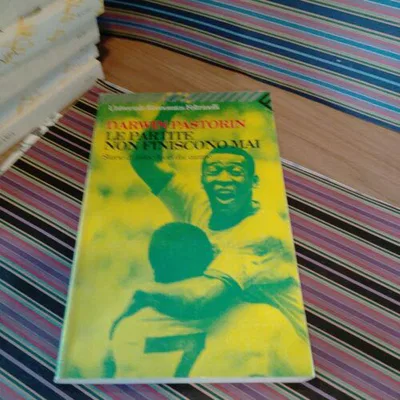 Universale Economica Feltrinelli
DARWIN PASTORIN
LE PARTITE
NON FINISCONO MAI